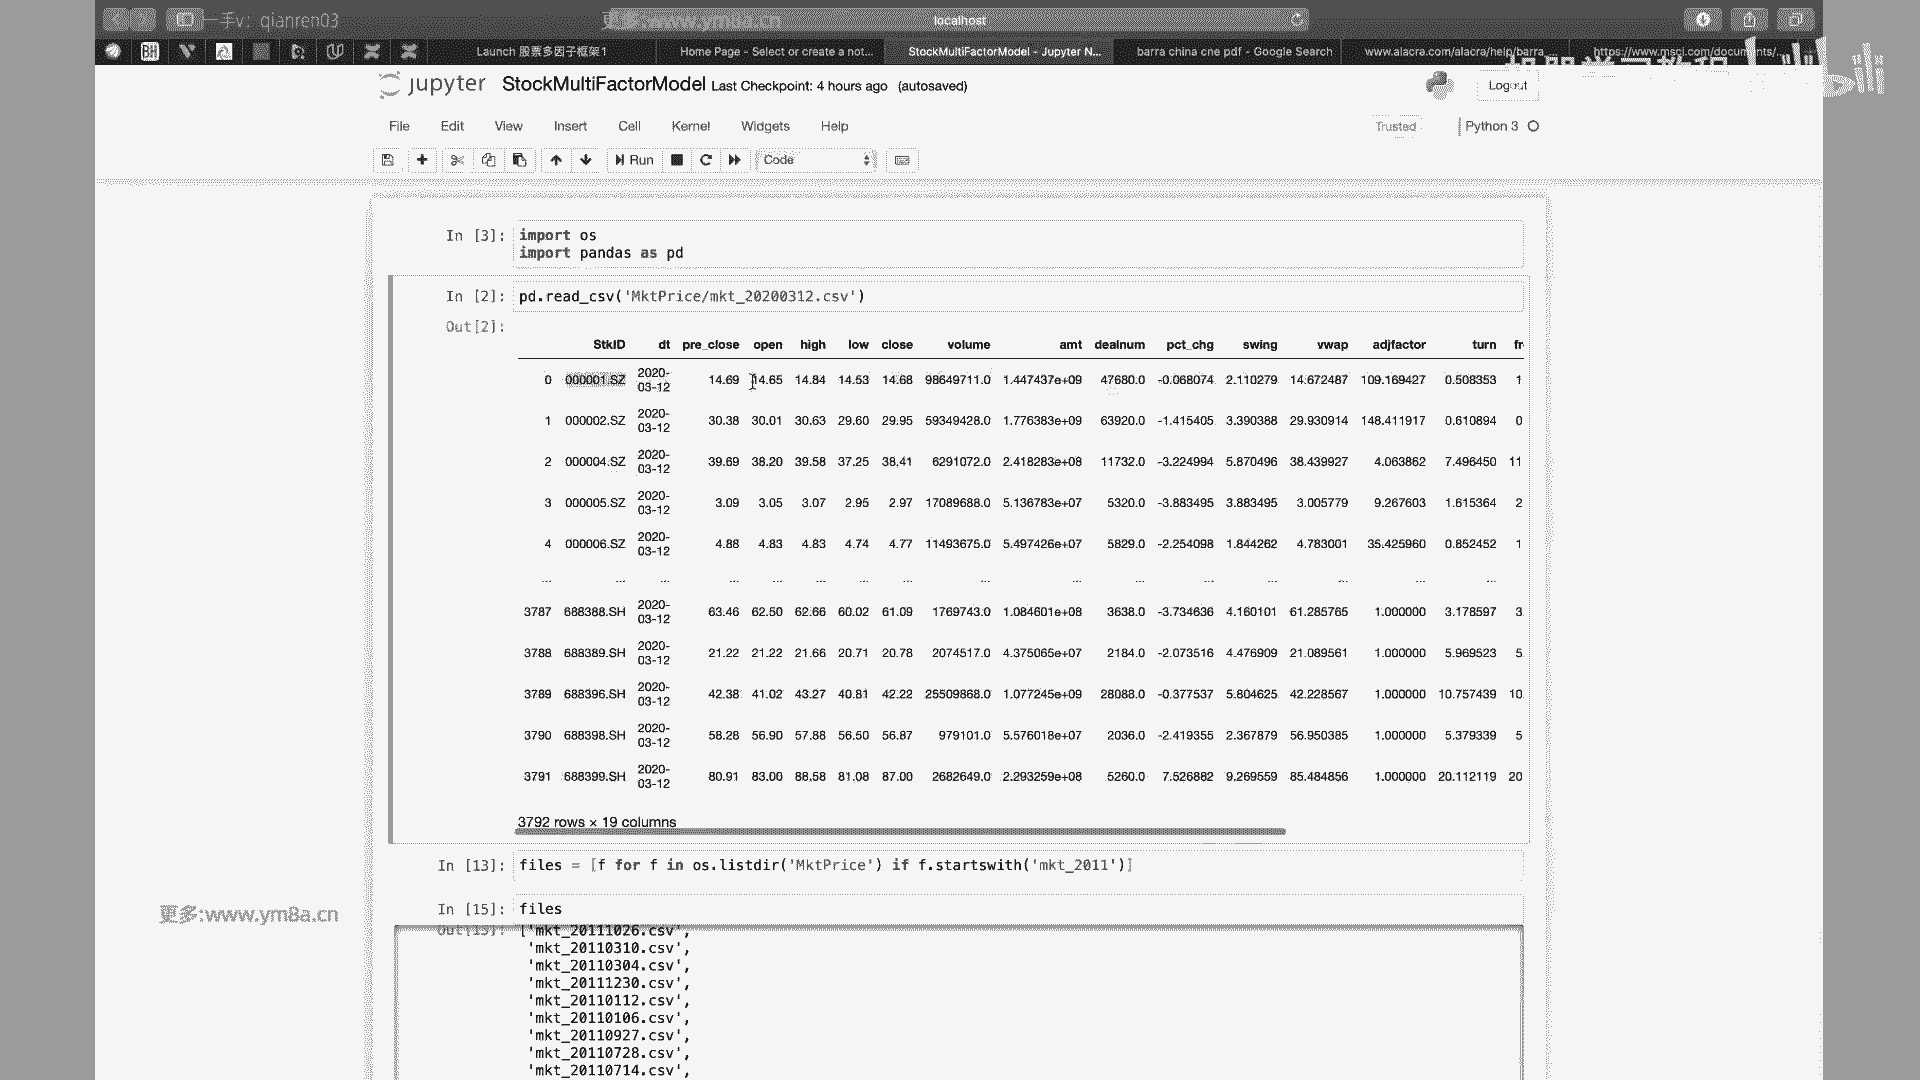 一手v：qianren03
更多:www.ym8a.cn
localhost
Launch 股票多因子框架1
Home Page - Select or create a not...
StockMultiFactorModel - Jupyter N...
barra china cne pdf - Google Search
www.alacra.com/alacra/help/barra_...
https://www.msci.com/documents/...
jupyter StockMultiFactorModel Last Checkpoint: 4 hours ago (autosaved)
Logout
File Edit View Insert Cell Kernel Widgets Help
Trusted Python 3
Run Code
In [3]: import os
import pandas as pd
In [2]: pd.read_csv('MktPrice/mkt_20200312.csv')
Out[2]:
StkID dt pre_close open high low close volume amt dealnum pct_chg swing vwap adjfactor turn fr
0 000001.SZ 2020-03-12 14.69 14.65 14.84 14.53 14.68 98649711.0 1.447437e+09 47680.0 -0.068074 2.110279 14.672487 109.169427 0.508353 1
1 000002.SZ 2020-03-12 30.38 30.01 30.63 29.60 29.95 59349428.0 1.776383e+09 63920.0 -1.415405 3.390388 29.930914 148.411917 0.610894 0
2 000004.SZ 2020-03-12 39.69 38.20 39.58 37.25 38.41 6291072.0 2.418283e+08 11732.0 -3.224994 5.870496 38.439927 4.063862 7.496450 11
3 000005.SZ 2020-03-12 3.09 3.05 3.07 2.95 2.97 17089688.0 5.136783e+07 5320.0 -3.883495 3.883495 3.005779 9.267603 1.615364 2
4 000006.SZ 2020-03-12 4.88 4.83 4.83 4.74 4.77 11493675.0 5.497426e+07 5829.0 -2.254098 1.844262 4.783001 35.425960 0.852452 1
... ... ... ... ... ... ... ... ... ... ... ... ... ... ...
3787 688388.SH 2020-03-12 63.46 62.50 62.66 60.02 61.09 1769743.0 1.084601e+08 3638.0 -3.734636 4.160101 61.285765 1.000000 3.178597 3
3788 688389.SH 2020-03-12 21.22 21.22 21.66 20.71 20.78 2074517.0 4.375065e+07 2184.0 -2.073516 4.476909 21.089561 1.000000 5.969523 5
3789 688396.SH 2020-03-12 42.38 41.02 43.27 40.81 42.22 25509868.0 1.077245e+09 28088.0 -0.377537 5.804625 42.228567 1.000000 10.757439 10
3790 688398.SH 2020-03-12 58.28 56.90 57.88 56.50 56.87 979101.0 5.576018e+07 2036.0 -2.419355 2.367879 56.950385 1.000000 5.379339 5
3791 688399.SH 2020-03-12 80.91 83.00 88.58 81.08 87.00 2682649.0 2.293259e+08 5260.0 7.526882 9.269559 85.484856 1.000000 20.112119 20
3792 rows × 19 columns
In [13]: files = [f for f in os.listdir('MktPrice') if f.startswith('mkt_2011')]
更多:www.ym8a.cn
In [15]: files
Out[15]: ['mkt_20111026.csv',
'mkt_20110310.csv',
'mkt_20110304.csv',
'mkt_20111230.csv',
'mkt_20110112.csv',
'mkt_20110106.csv',
'mkt_20110927.csv',
'mkt_20110728.csv',
'mkt_20110714.csv',